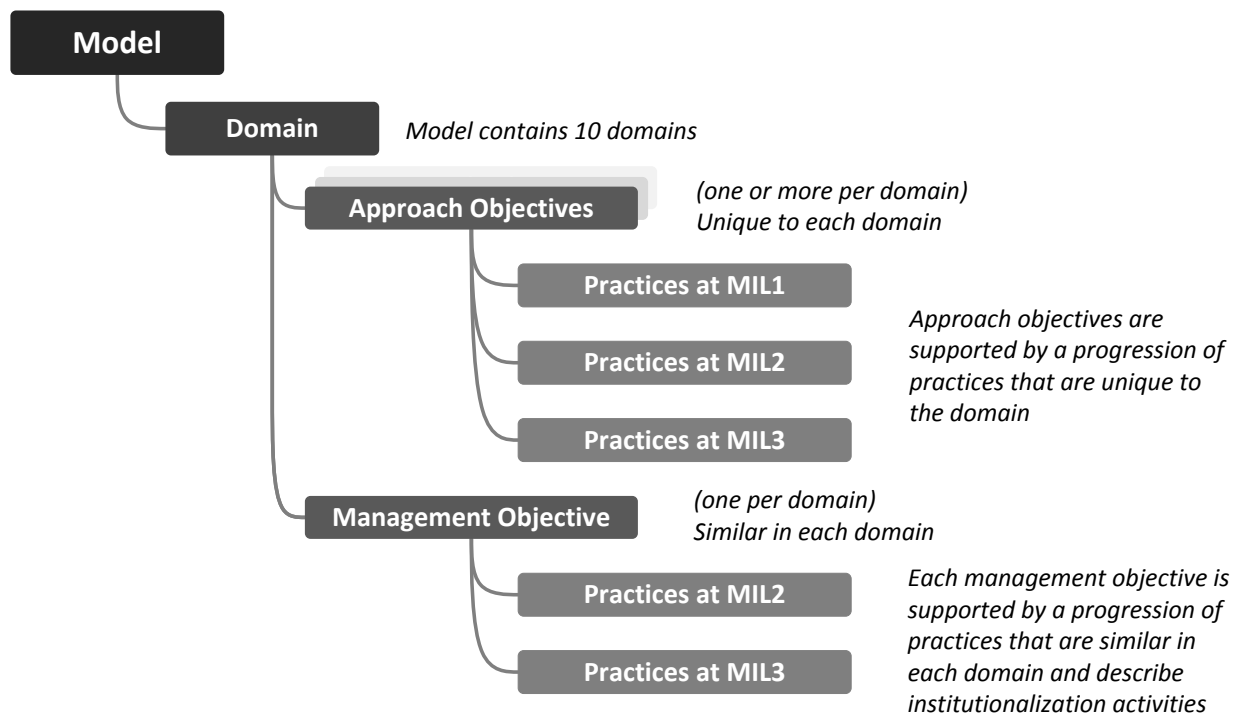 Model
Domain
Model contains 10 domains
Approach Objectives
(one or more per domain)
Unique to each domain
Practices at MIL1
Practices at MIL2
Practices at MIL3
Approach objectives are
supported by a progression of
practices that are unique to
the domain
Management Objective
(one per domain)
Similar in each domain
Practices at MIL2
Practices at MIL3
Each management objective is
supported by a progression of
practices that are similar in
each domain and describe
institutionalization activities